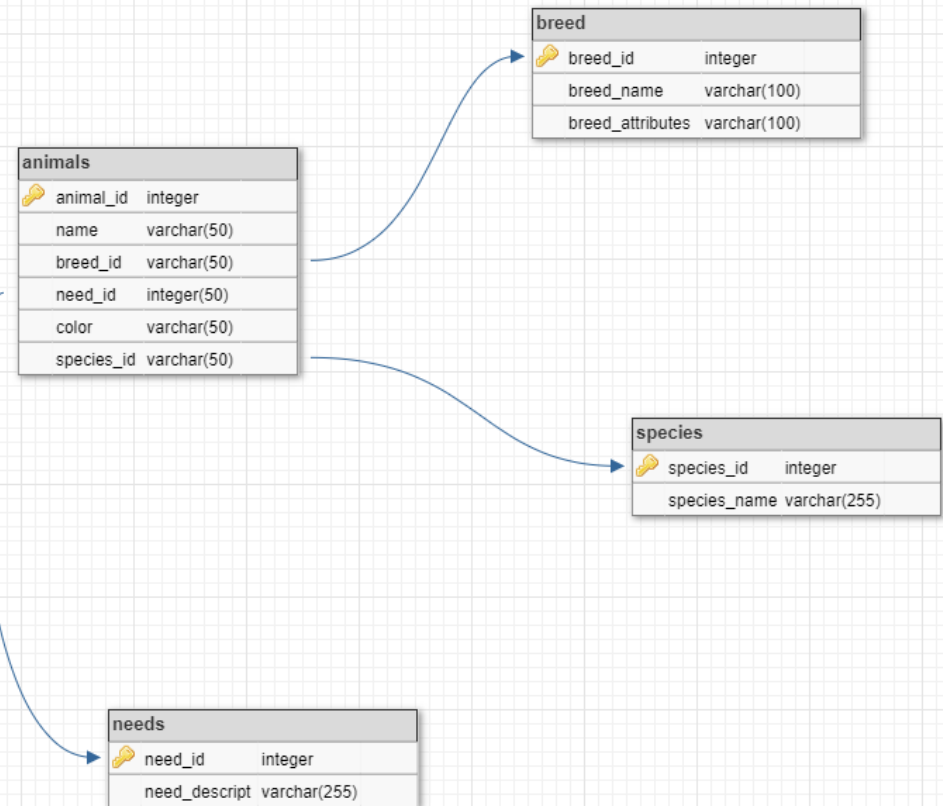 breed
breed_id integer
breed_name varchar(100)
breed_attributes varchar(100)
animals
animal_id integer
name varchar(50)
breed_id varchar(50)
need_id integer(50)
color varchar(50)
species_id varchar(50)
species
species_id integer
species_name varchar(255)
needs
need_id integer
need_descript varchar(255)